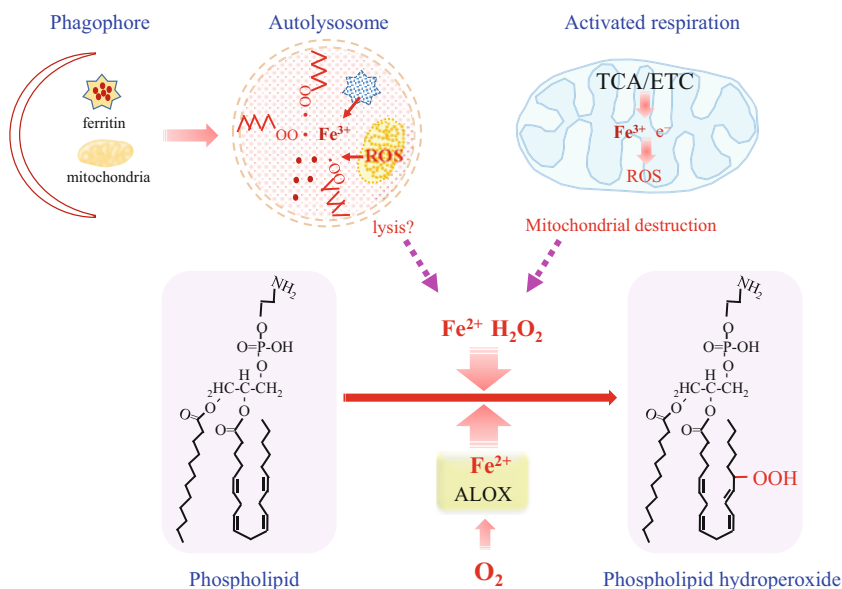 Phagophore
Autolysosome
Activated respiration
ferritin
mitochondria
OO
OO
Fe³⁺
ROS
OO
TCA/ETC
Fe³⁺ e⁻
ROS
lysis?
Mitochondrial destruction
NH₂
O
O=P-OH
O
H
₂HC-C-CH₂
O
O
O
O
Fe²⁺ H₂O₂
Fe²⁺
ALOX
O₂
NH₂
O
O=P-OH
O
H
₂HC-C-CH₂
O
O
O
O
OOH
Phospholipid
Phospholipid hydroperoxide